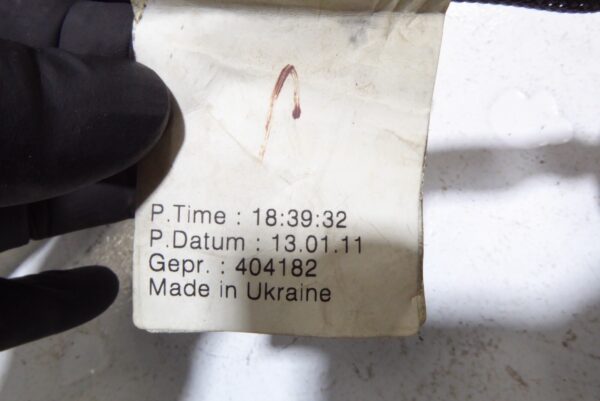 P.Time : 18:39:32
P.Datum : 13.01.11
Gepr. : 404182
Made in Ukraine